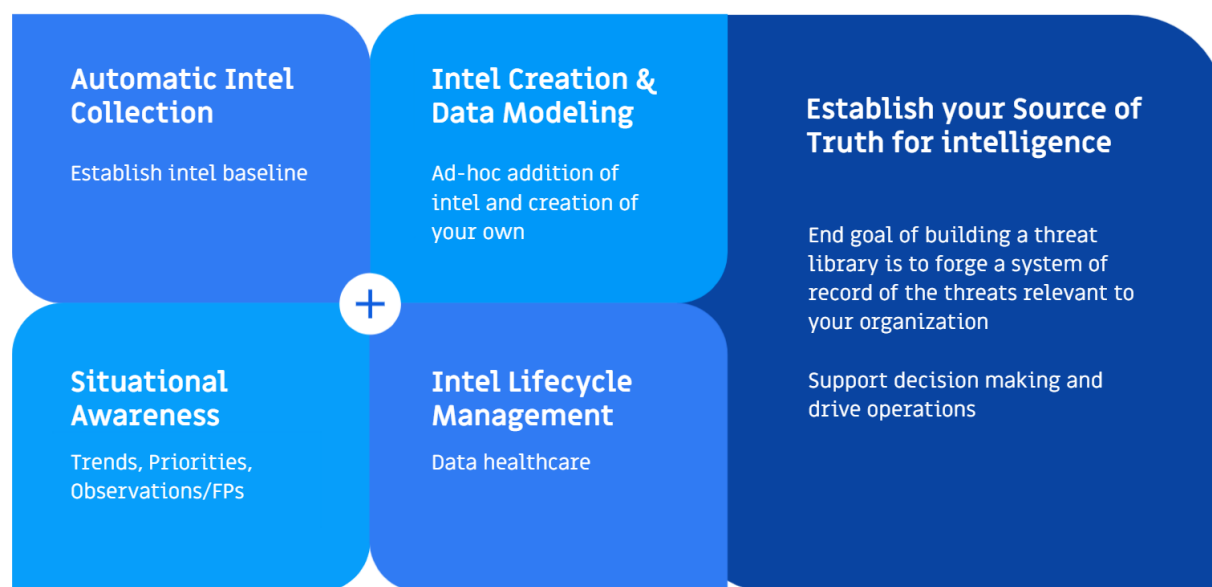 Automatic Intel
Collection
Establish intel baseline
Intel Creation &
Data Modeling
Ad-hoc addition of
intel and creation of
your own
Situational
Awareness
Trends, Priorities,
Observations/FPs
Intel Lifecycle
Management
Data healthcare
Establish your Source of
Truth for intelligence
End goal of building a threat
library is to forge a system of
record of the threats relevant to
your organization
Support decision making and
drive operations